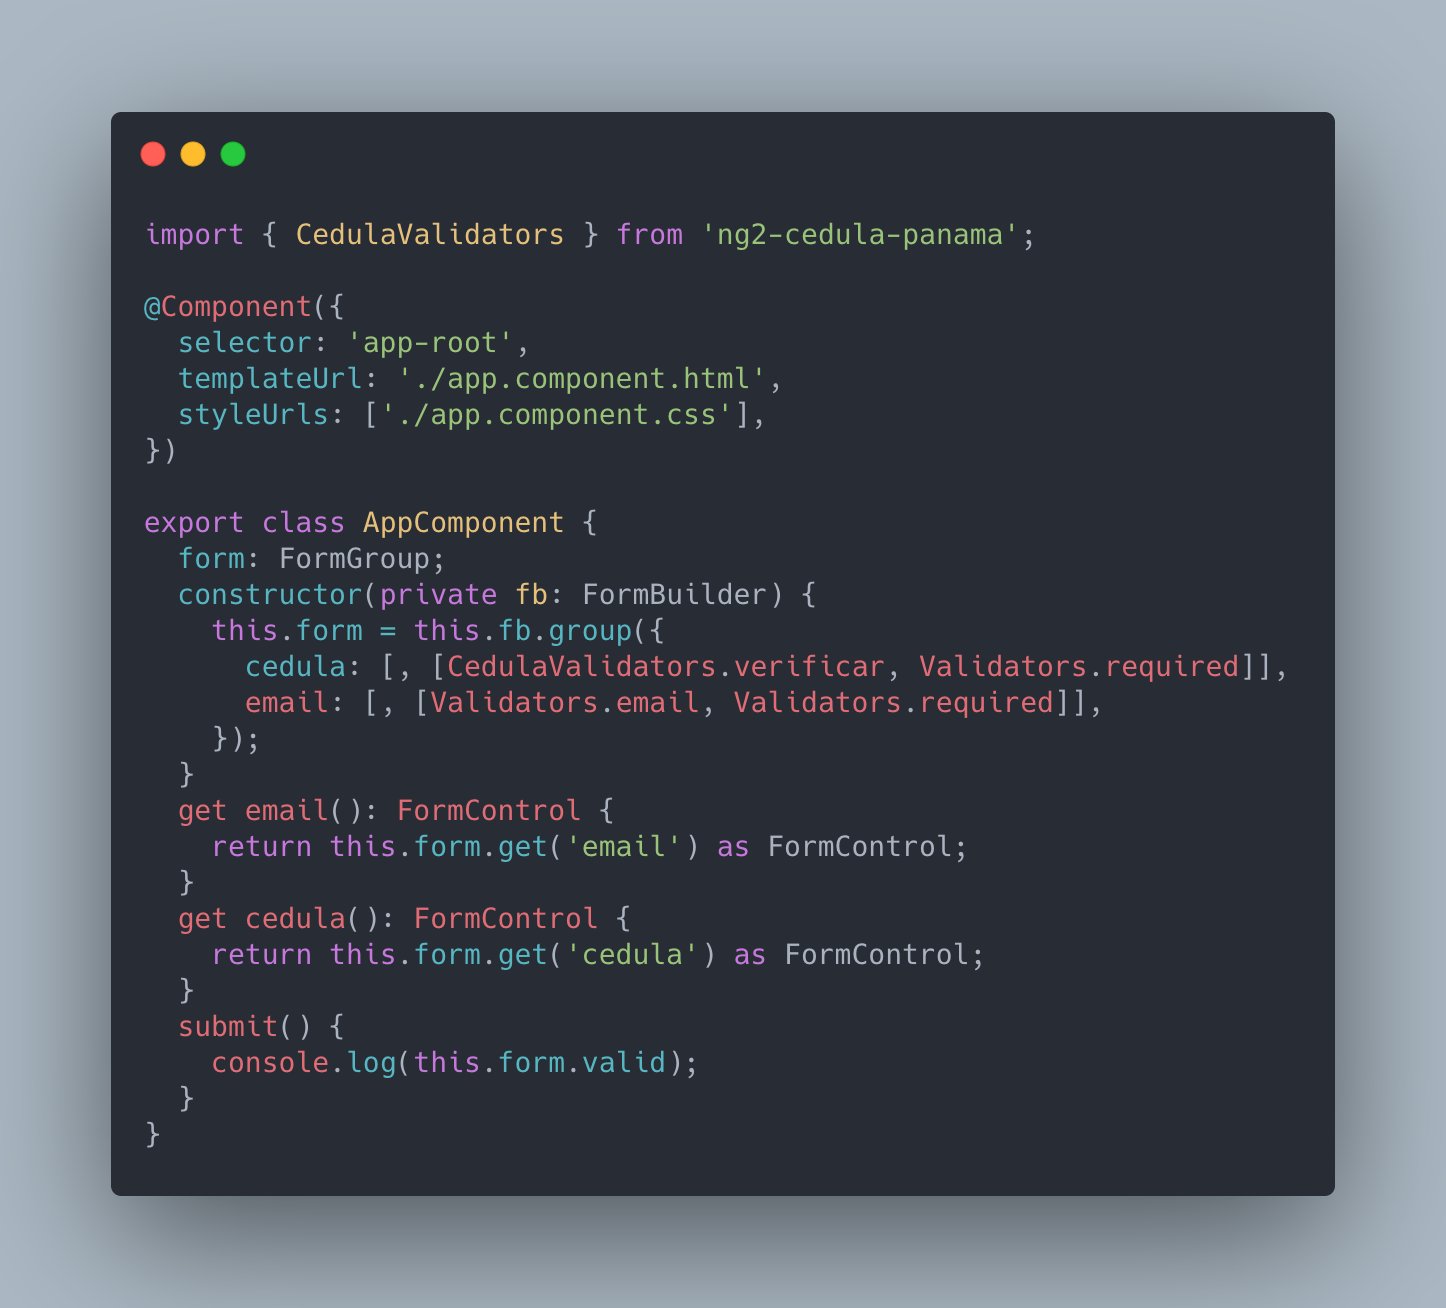 import { CedulaValidators } from 'ng2-cedula-panama';
@Component({
  selector: 'app-root',
  templateUrl: './app.component.html',
  styleUrls: ['./app.component.css'],
})
export class AppComponent {
  form: FormGroup;
  constructor(private fb: FormBuilder) {
    this.form = this.fb.group({
      cedula: [, [CedulaValidators.verificar, Validators.required]],
      email: [, [Validators.email, Validators.required]],
    });
  }
  get email(): FormControl {
    return this.form.get('email') as FormControl;
  }
  get cedula(): FormControl {
    return this.form.get('cedula') as FormControl;
  }
  submit() {
    console.log(this.form.valid);
  }
}